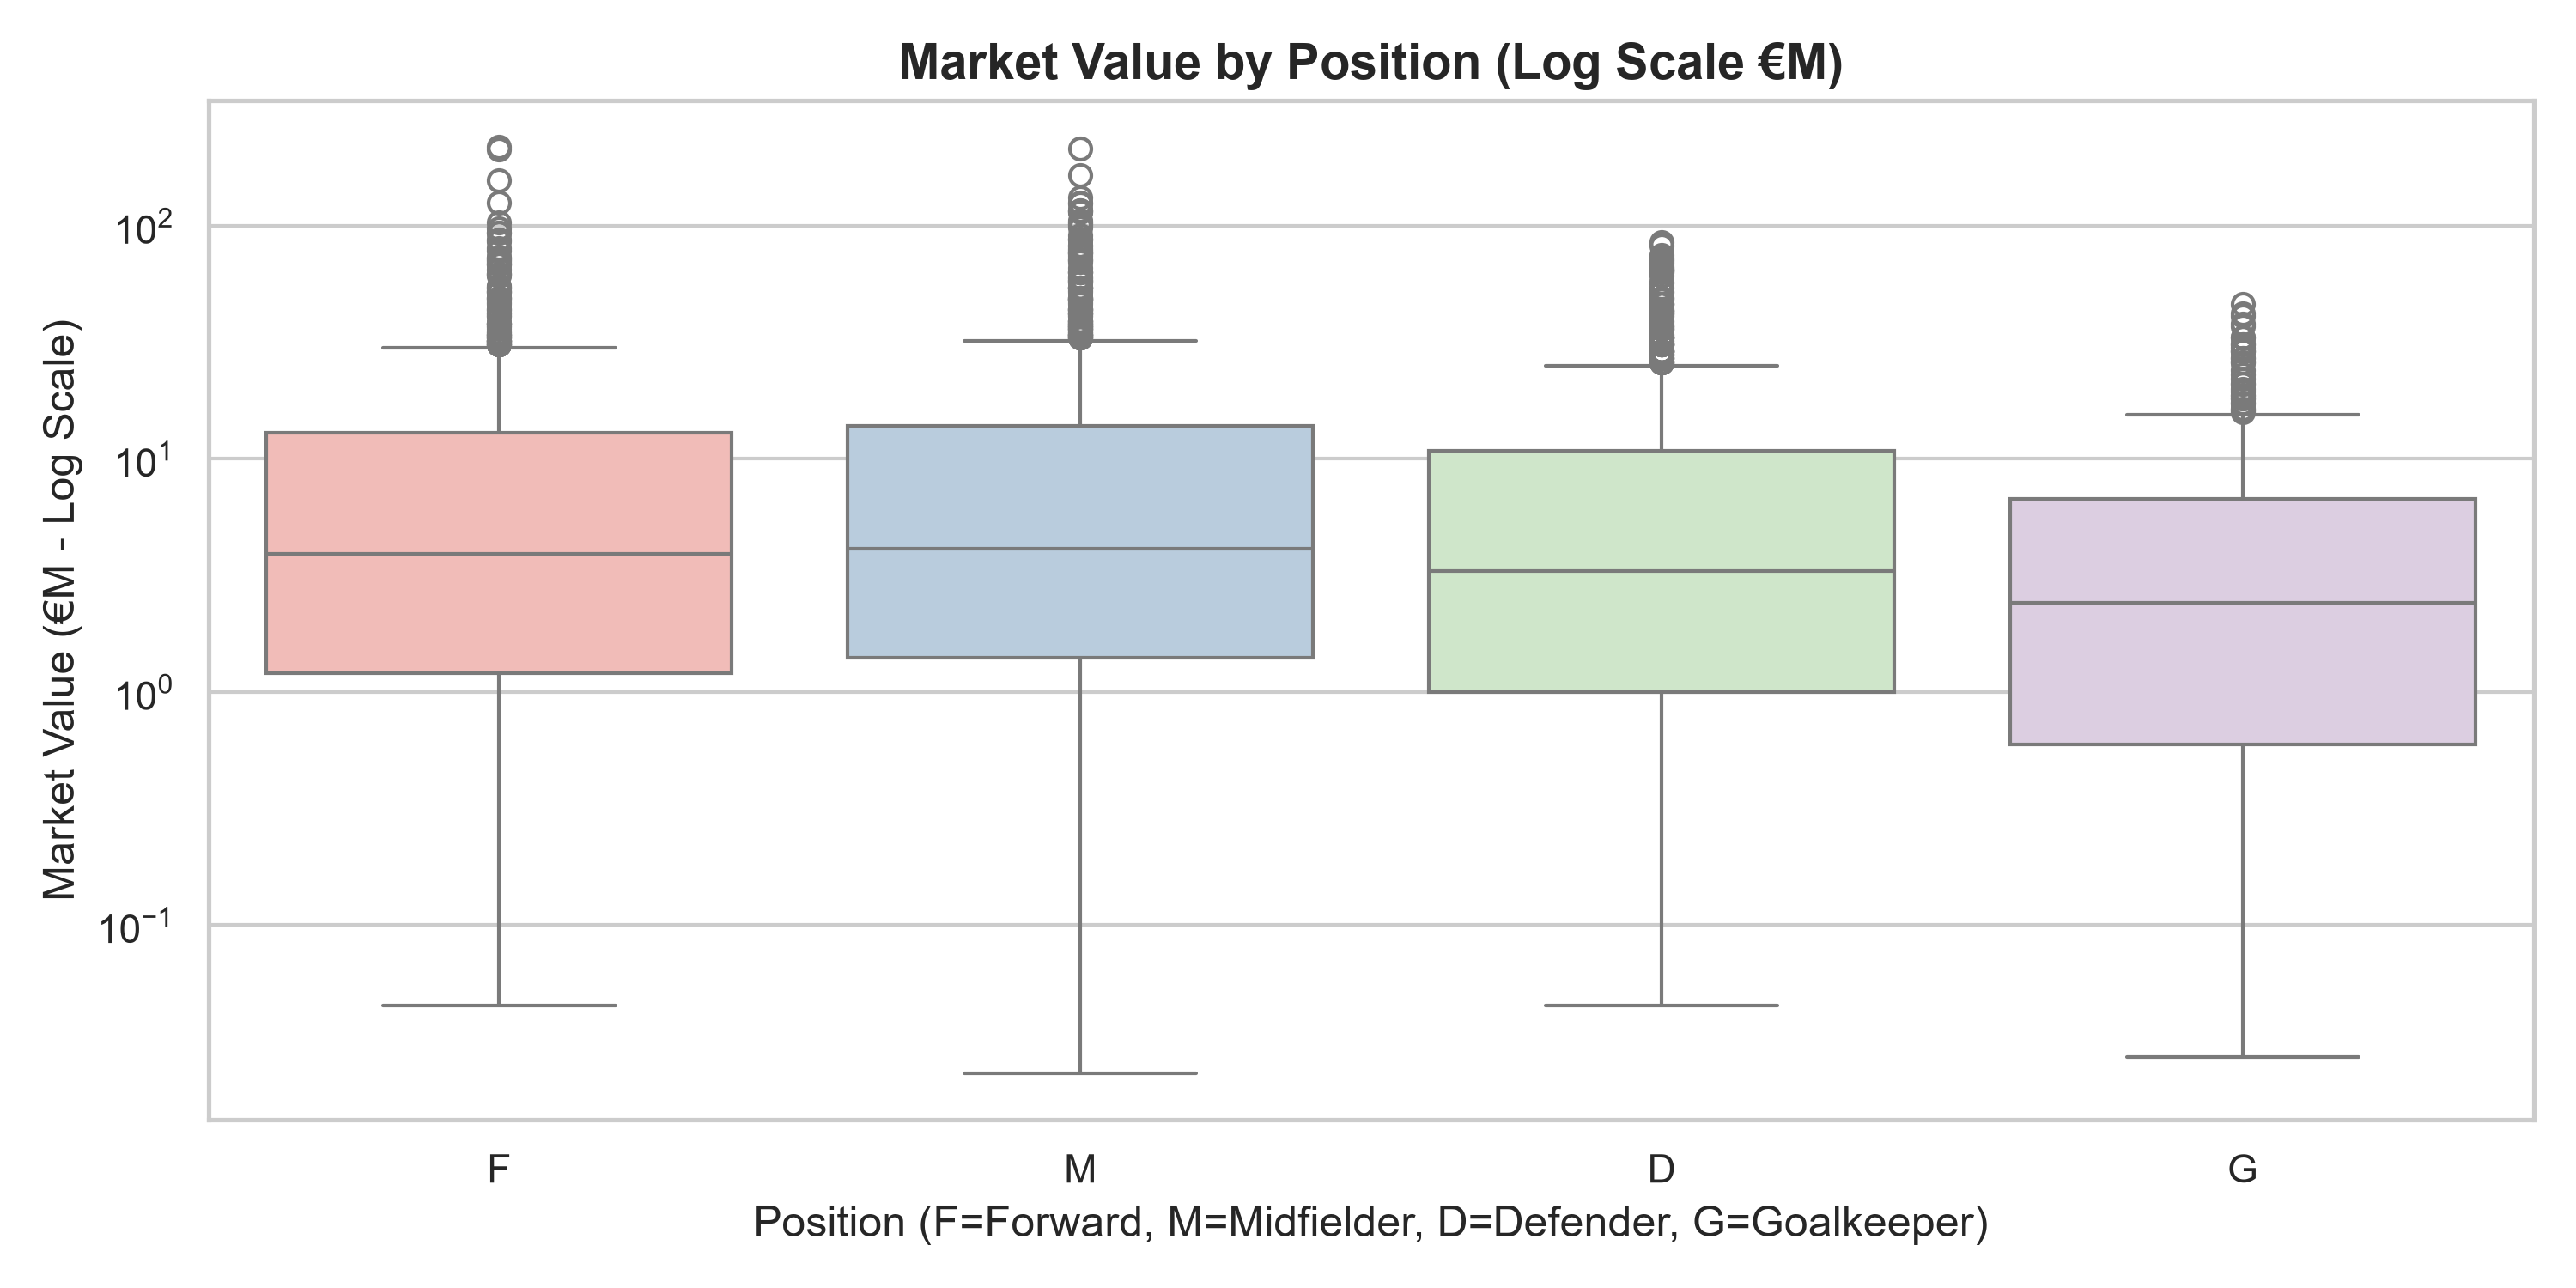 Market Value by Position (Log Scale €M)
Market Value (€M - Log Scale)
10²
10¹
10⁰
10⁻¹
F M D G
Position (F=Forward, M=Midfielder, D=Defender, G=Goalkeeper)